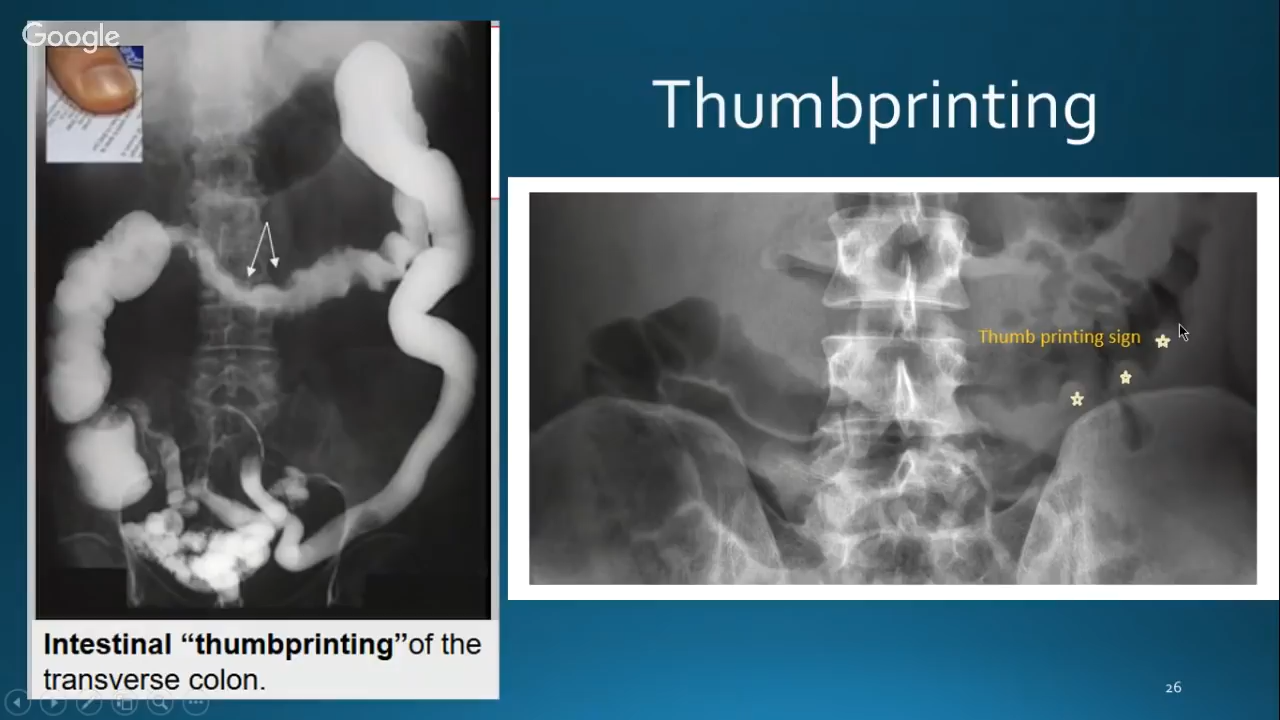 Google
Thumbprinting
Thumb printing sign
Intestinal “thumbprinting”of the
transverse colon.
26